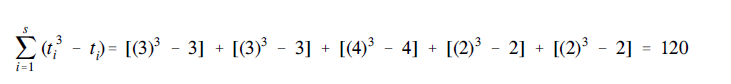 $\sum_{i=1}^{s} (t_i^3 - t_i) = [(3)^3 - 3] + [(3)^3 - 3] + [(4)^3 - 4] + [(2)^3 - 2] + [(2)^3 - 2] = 120$